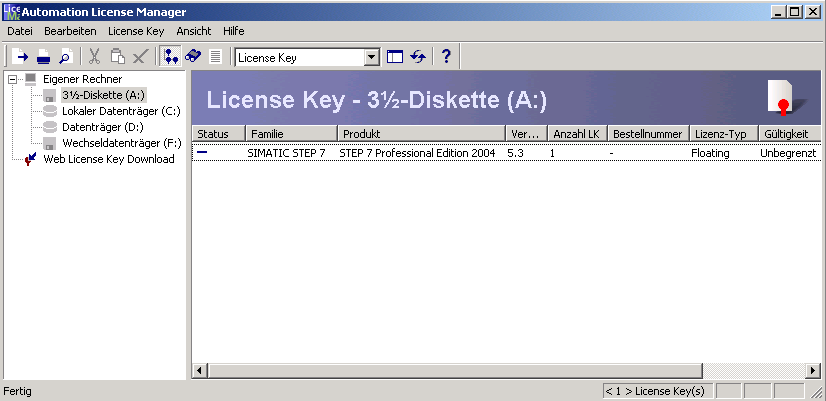 Automation License Manager
Datei Bearbeiten License Key Ansicht Hilfe
License Key
Eigener Rechner
3½-Diskette (A:)
Lokaler Datenträger (C:)
Datenträger (D:)
Wechseldatenträger (F:)
Web License Key Download
License Key - 3½-Diskette (A:)
Status Familie Produkt Ver... Anzahl LK Bestellnummer Lizenz-Typ Gültigkeit
SIMATIC STEP 7 STEP 7 Professional Edition 2004 5.3 1 - Floating Unbegrenzt
Fertig < 1 > License Key(s)